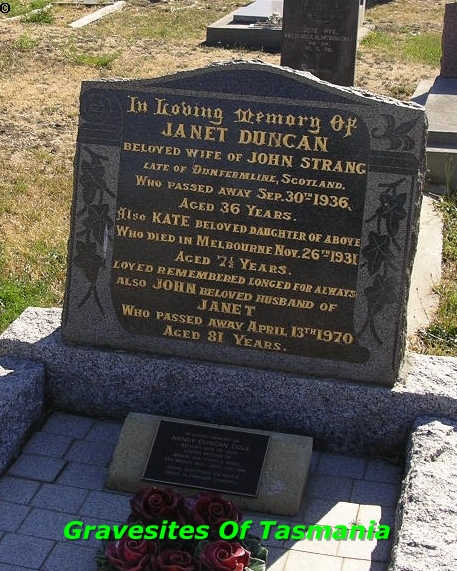 In Loving Memory Of
JANET DUNCAN
BELOVED WIFE OF JOHN STRANG
LATE OF DUNFERMLINE, SCOTLAND.
WHO PASSED AWAY SEP. 30TH 1936,
AGED 36 YEARS.
ALSO KATE BELOVED DAUGHTER OF ABOVE
WHO DIED IN MELBOURNE NOV. 26TH 1931
AGED 7½ YEARS.
LOVED REMEMBERED LONGED FOR ALWAYS
ALSO JOHN BELOVED HUSBAND OF
JANET
WHO PASSED AWAY APRIL 13TH 1970
AGED 81 YEARS.
NANCY DUNCAN COLE
Gravesites Of Tasmania